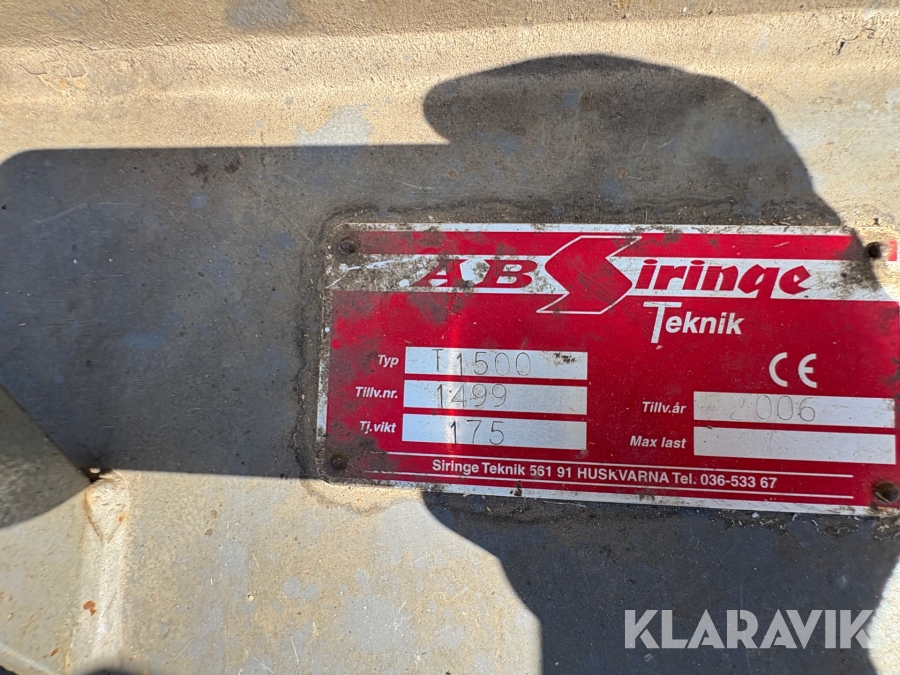 AB Siringe
Teknik
Typ T1500
CE
Tillv.nr. 1499
Tillv.år 2006
Tj.vikt 175
Max last
Siringe Teknik 561 91 HUSKVARNA Tel. 036-533 67
KLARAVIK